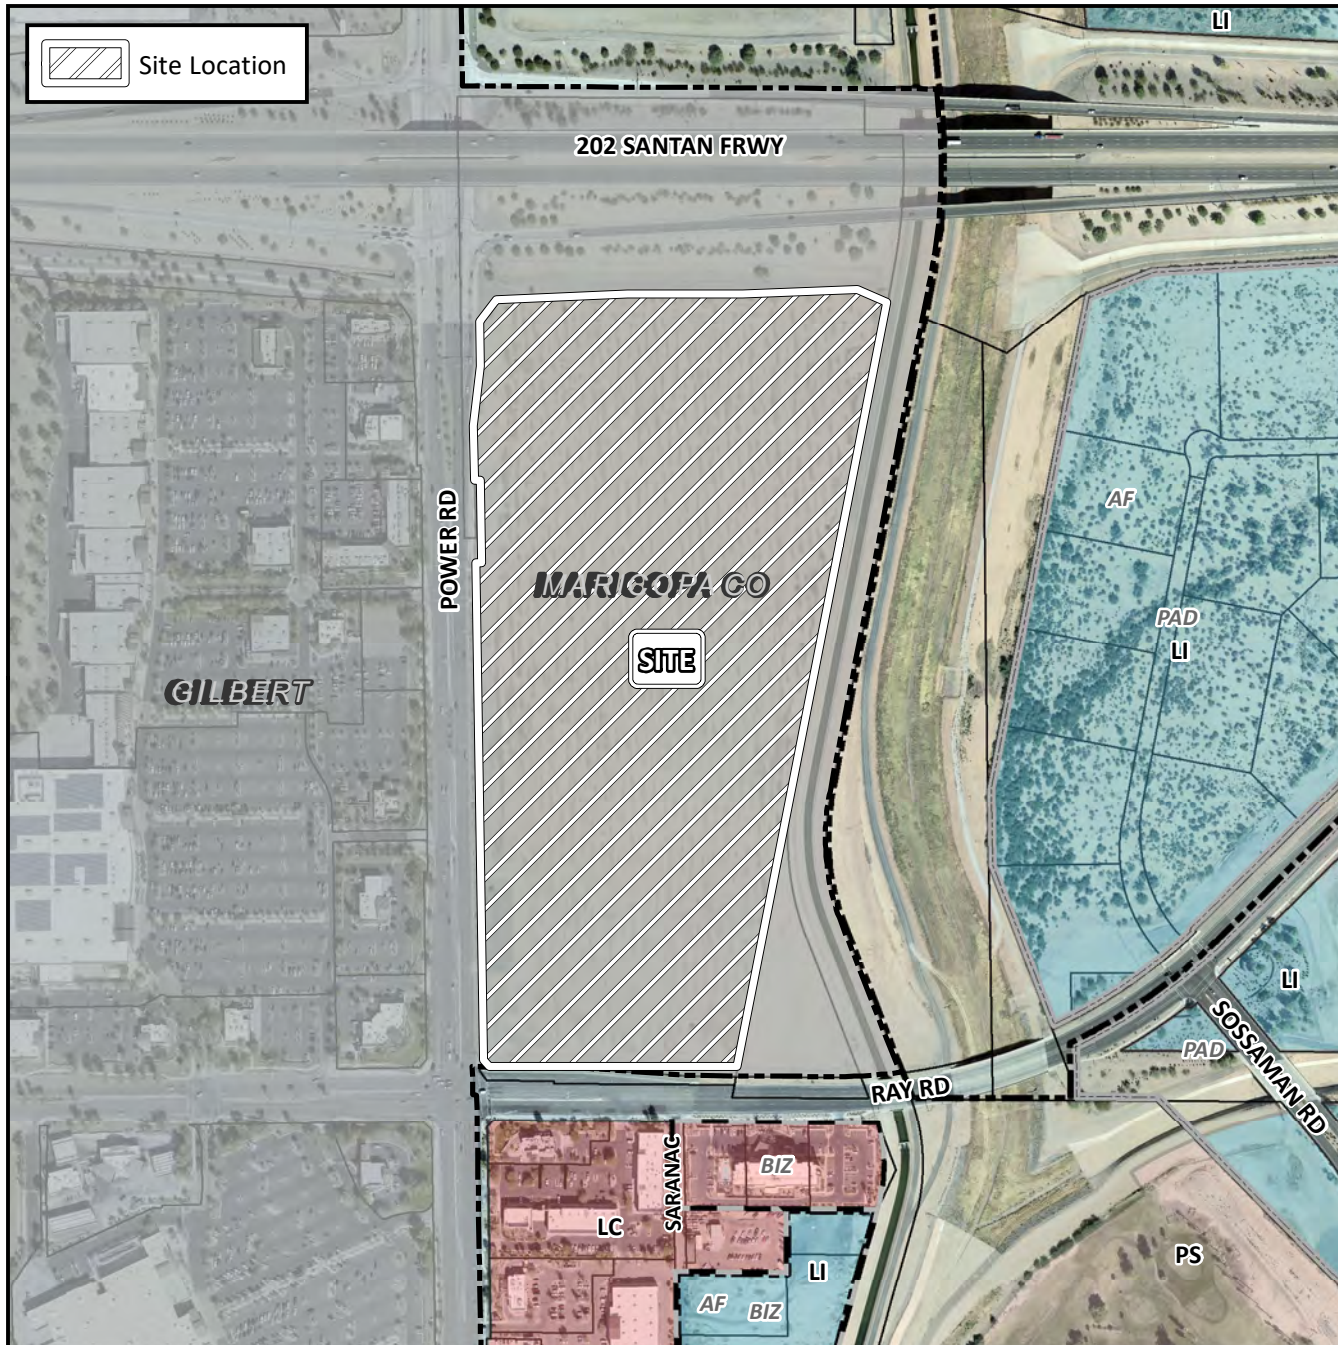 LI
Site Location
202 SANTAN FRWY
AF
POWER RD
MARICOPA CO
PAD
LI
SITE
GILBERT
LI
SOSSAMAN RD
PAD
RAY RD
SARANAC
BIZ
LC
PS
LI
AF
BIZ